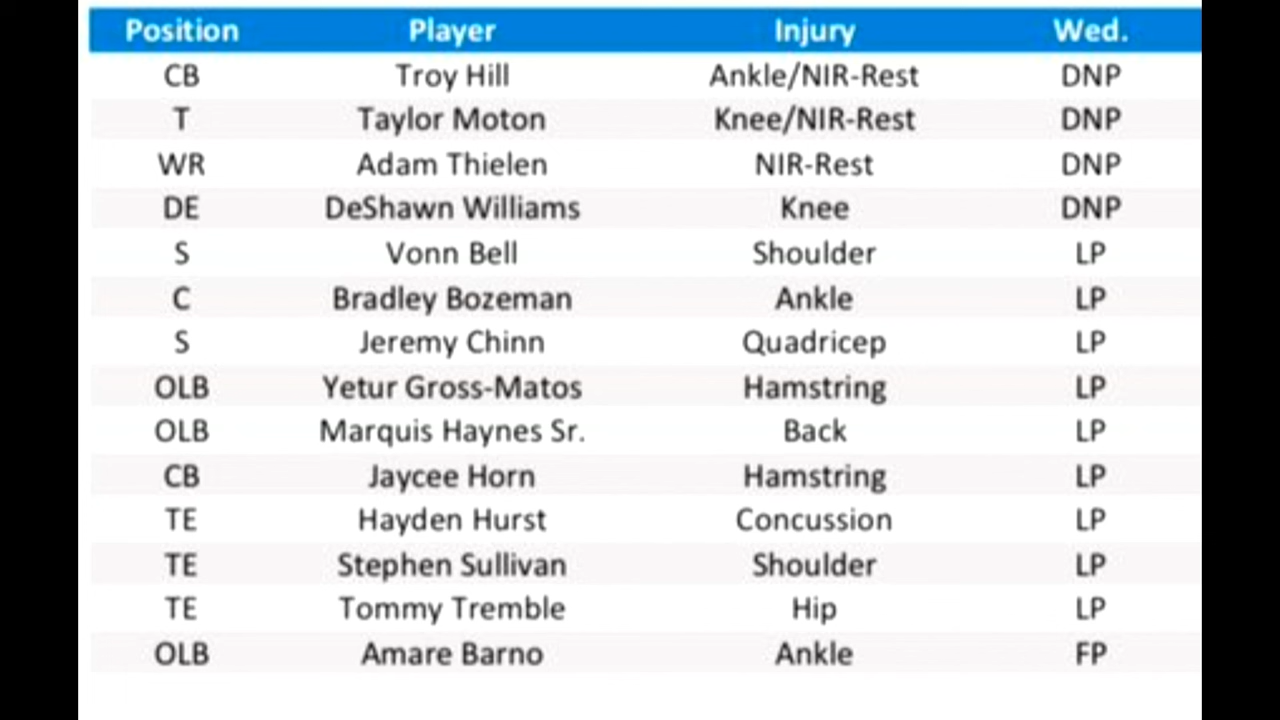 Position Player Injury Wed.
CB Troy Hill Ankle/NIR-Rest DNP
T Taylor Moton Knee/NIR-Rest DNP
WR Adam Thielen NIR-Rest DNP
DE DeShawn Williams Knee DNP
S Vonn Bell Shoulder LP
C Bradley Bozeman Ankle LP
S Jeremy Chinn Quadricep LP
OLB Yetur Gross-Matos Hamstring LP
OLB Marquis Haynes Sr. Back LP
CB Jaycee Horn Hamstring LP
TE Hayden Hurst Concussion LP
TE Stephen Sullivan Shoulder LP
TE Tommy Tremble Hip LP
OLB Amare Barno Ankle FP